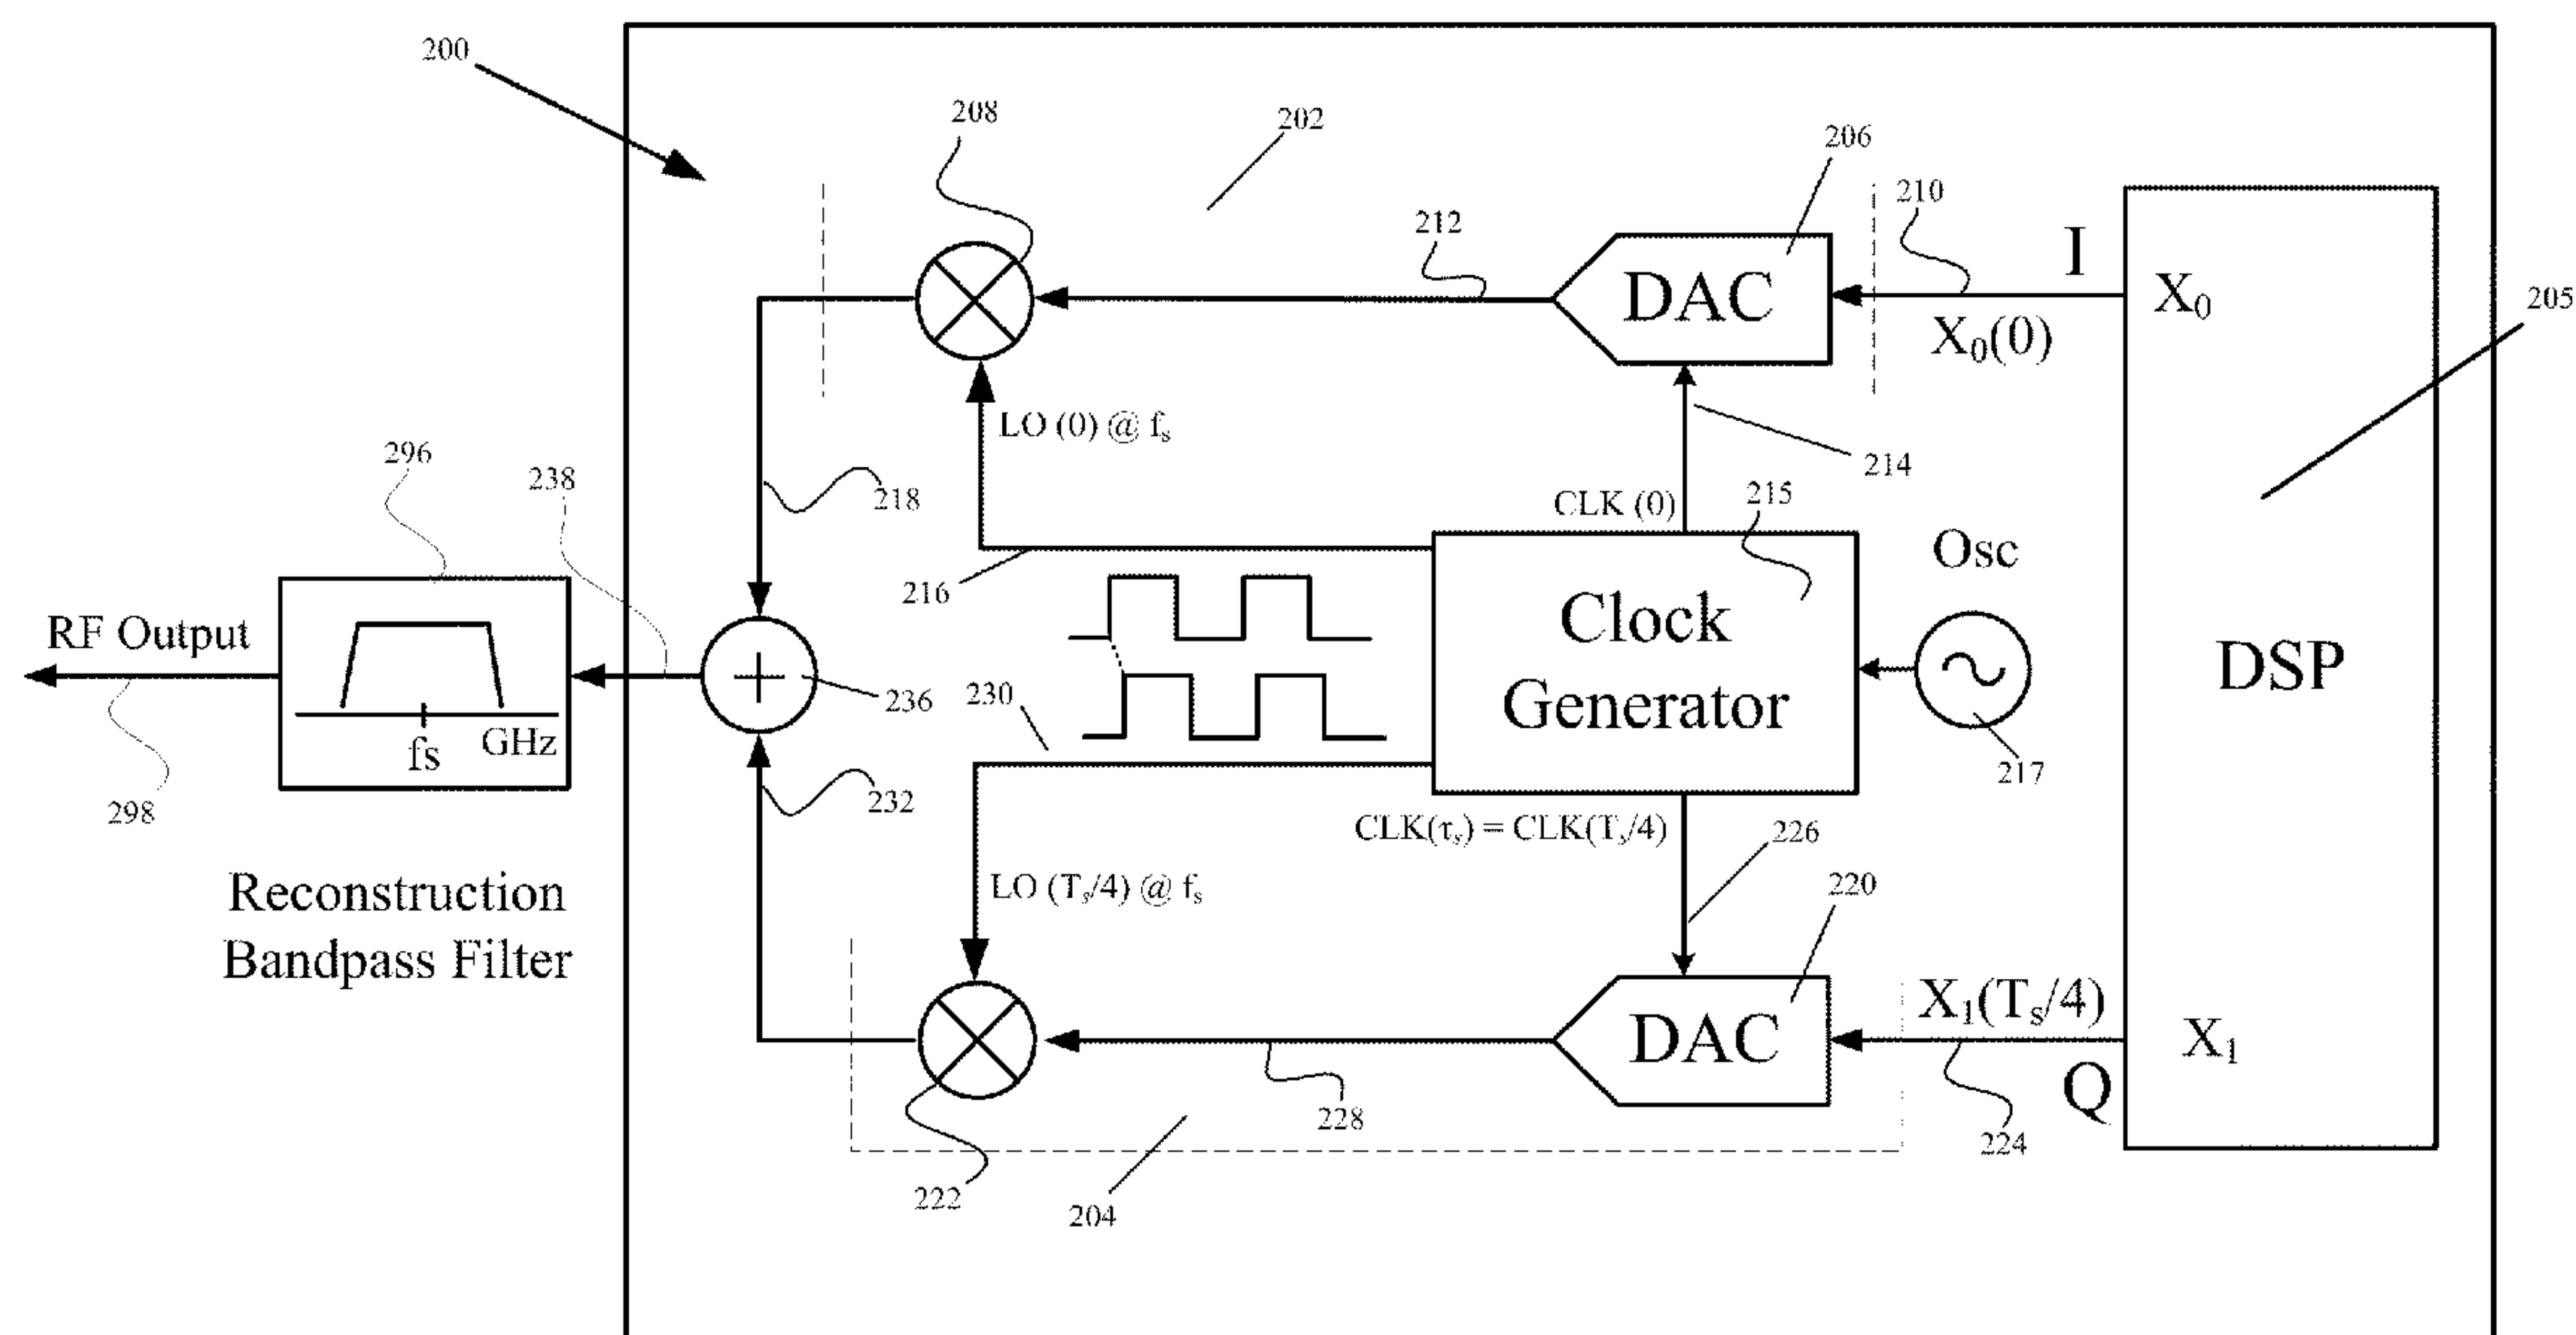 200
208
202
206
210
I
212
DAC
X₀
205
X₀(0)
LO (0) @ fₛ
296
238
218
214
CLK (0)
215
Osc
216
Clock
Generator
RF Output
236
230
DSP
fs
GHz
217
298
232
CLK(τₛ) = CLK(Tₛ/4)
226
Reconstruction
Bandpass Filter
LO (Tₛ/4) @ fₛ
220
X₁(Tₛ/4)
DAC
X₁
Q
228
224
222
204